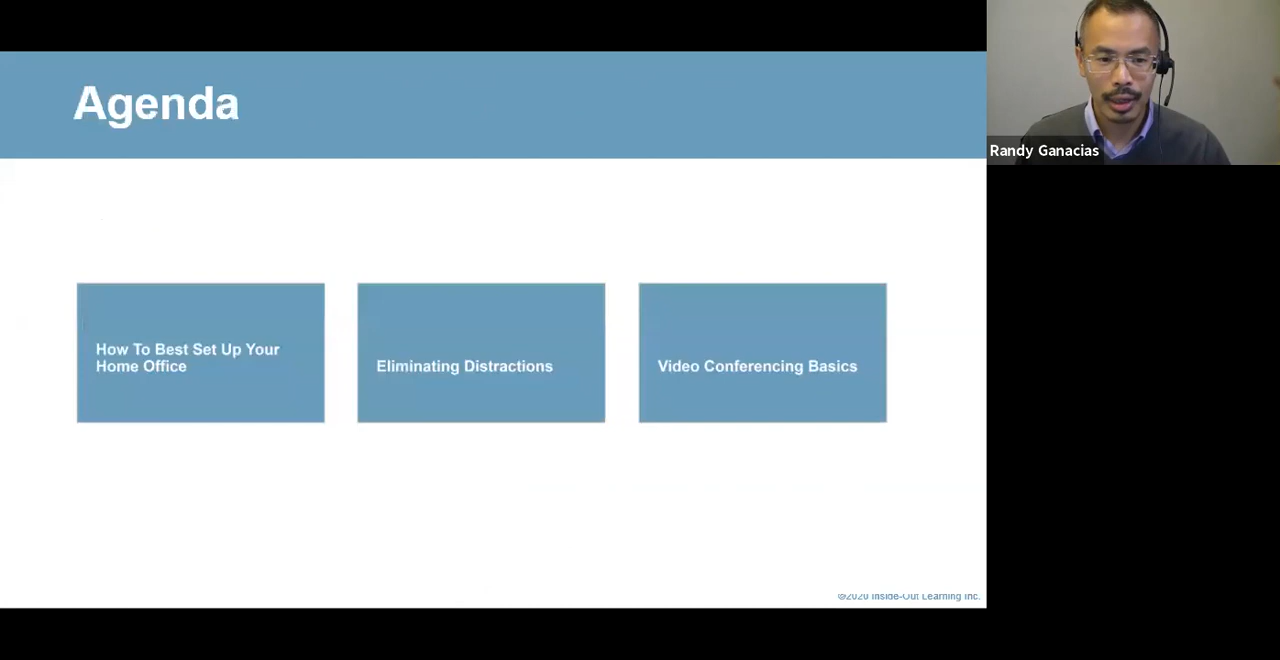 Agenda
Randy Ganacias
How To Best Set Up Your
Home Office
Eliminating Distractions
Video Conferencing Basics
©2020 Inside-Out Learning Inc.